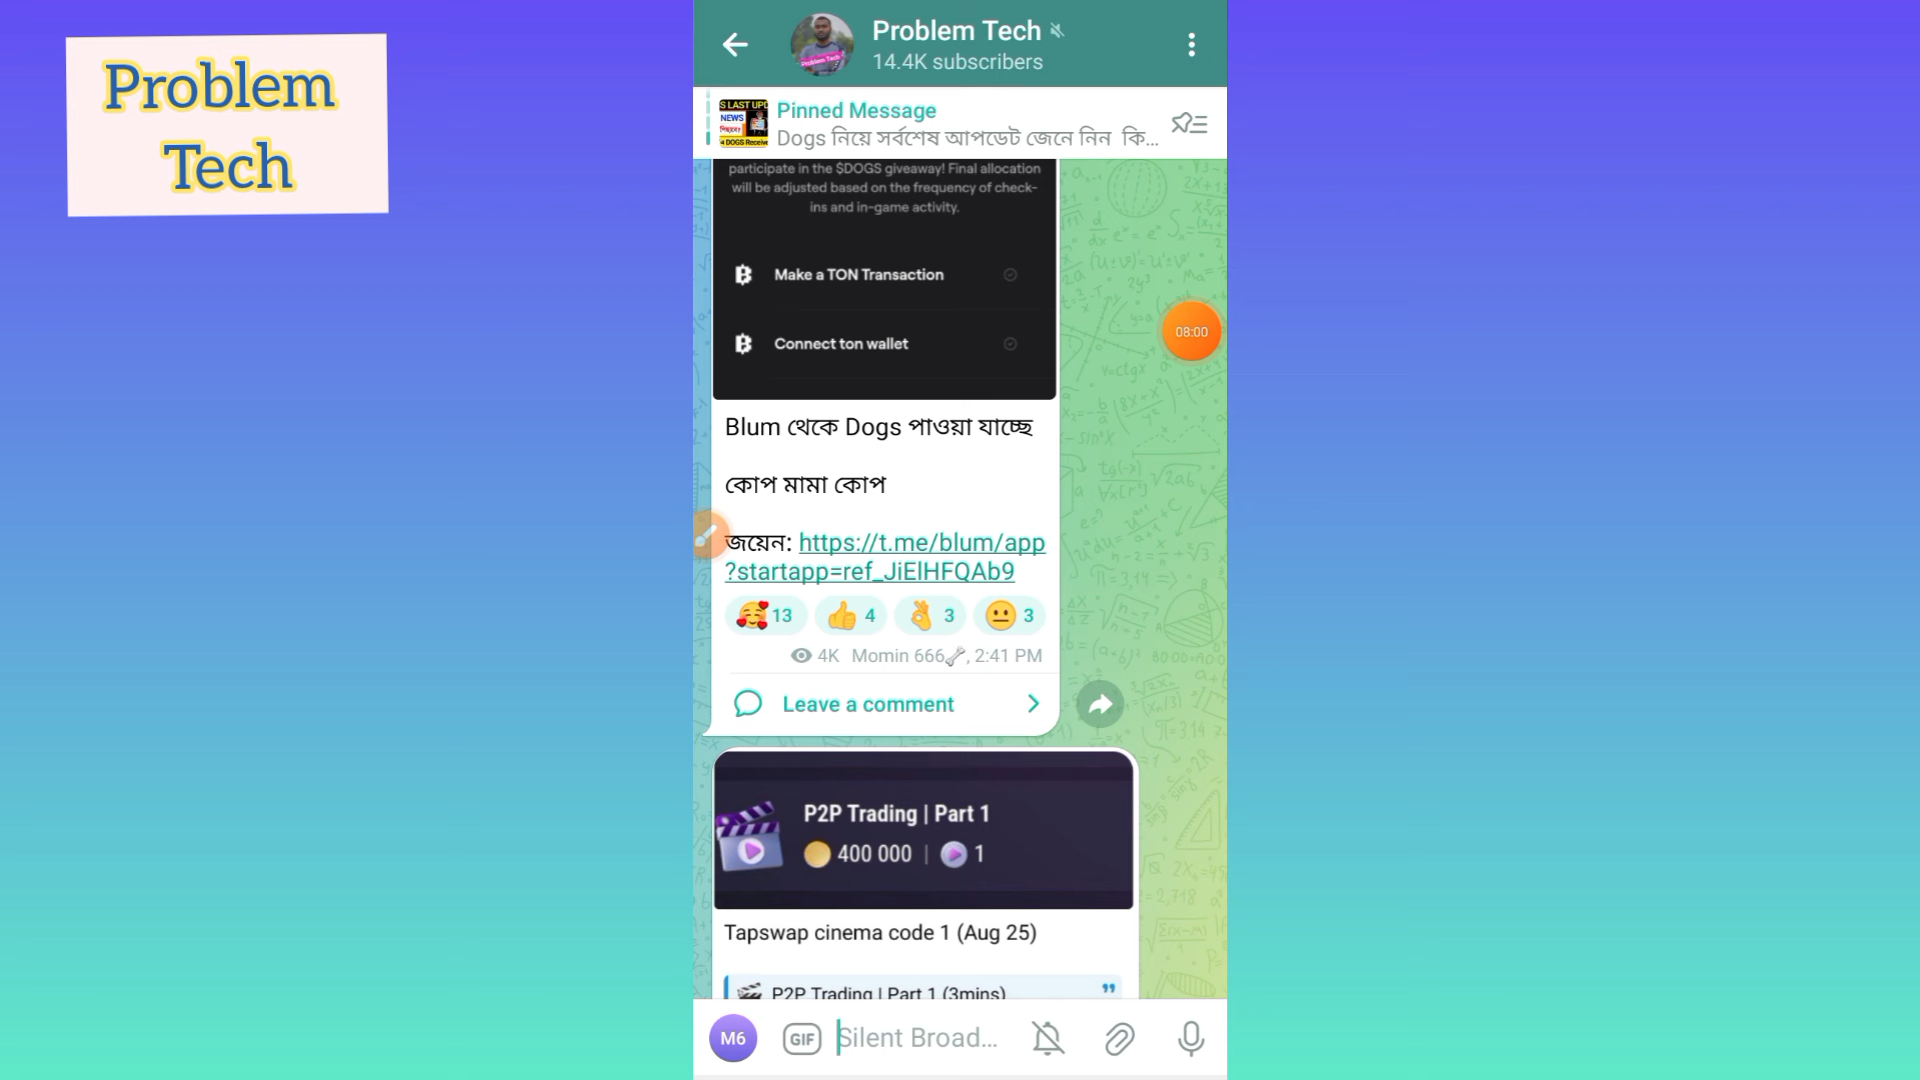 Problem
Tech
Problem Tech
14.4K subscribers
Pinned Message
Dogs নিয়ে সর্বশেষ আপডেট জেনে নিন কি...
S LAST UPD
NEWS
participate in the $DOGS giveaway! Final allocation
will be adjusted based on the frequency of check-
ins and in-game activity.
Make a TON Transaction
Connect ton wallet
08:00
Blum থেকে Dogs পাওয়া যাচ্ছে
কোপ মামা কোপ
জয়েন: https://t.me/blum/app
?startapp=ref_JiElHFQAb9
13 4 3 3
4K Momin 666, 2:41 PM
Leave a comment
P2P Trading | Part 1
400 000 | 1
Tapswap cinema code 1 (Aug 25)
P2P Trading | Part 1 (3mins)
M6 GIF Silent Broad...